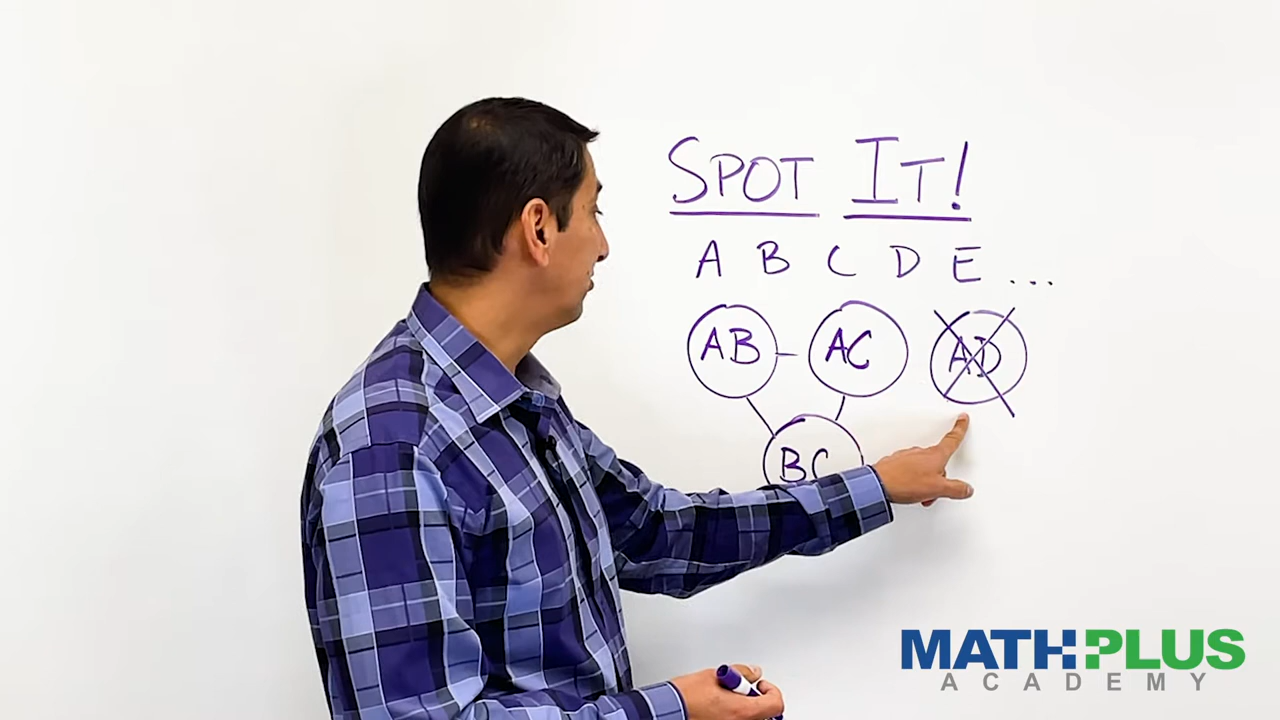 SPOT IT!
A B C D E ...
AB - AC AD
BC
MATH PLUS
ACADEMY